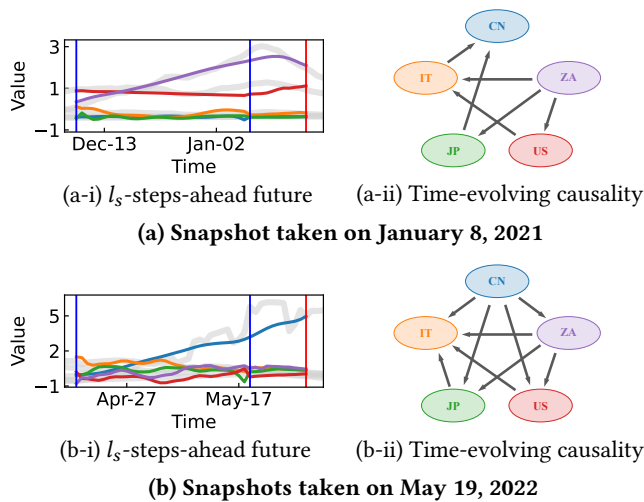 3
1
−1
Value
Dec-13
Jan-02
Time
CN
IT
ZA
JP
US
(a-i) lₛ-steps-ahead future
(a-ii) Time-evolving causality
(a) Snapshot taken on January 8, 2021
5
2
−1
Value
Apr-27
May-17
Time
CN
IT
ZA
JP
US
(b-i) lₛ-steps-ahead future
(b-ii) Time-evolving causality
(b) Snapshots taken on May 19, 2022